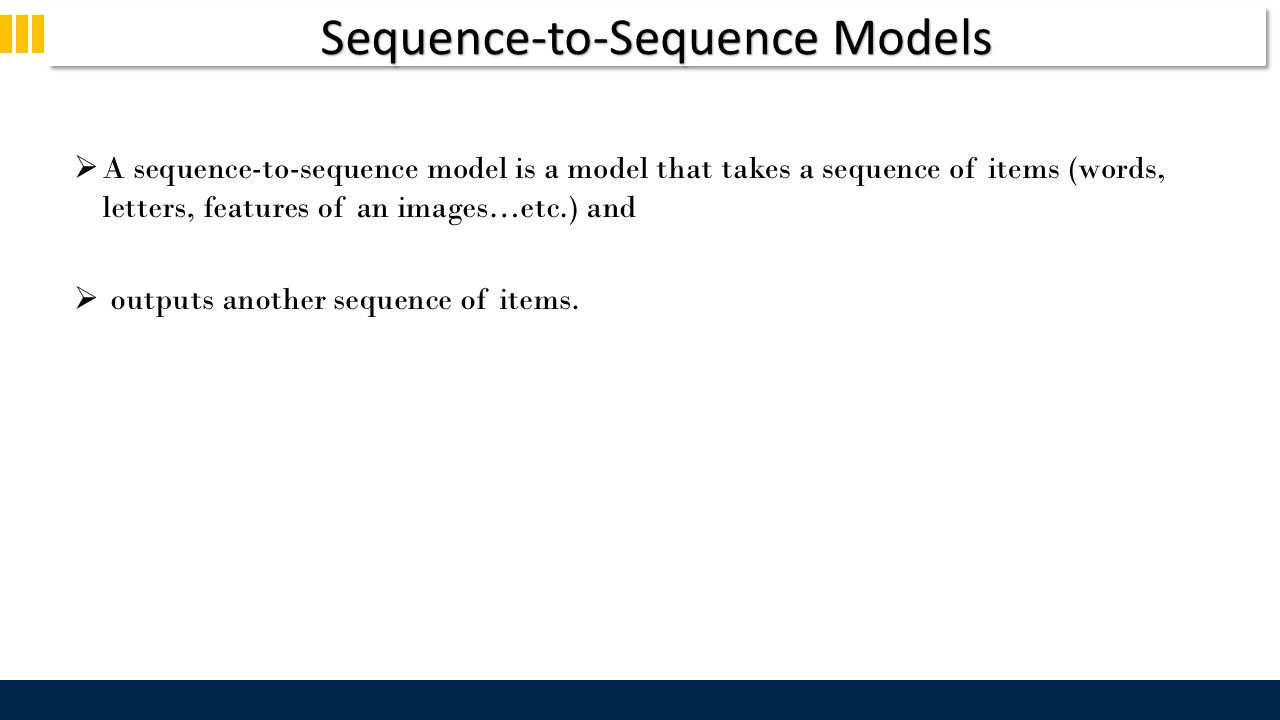 Sequence-to-Sequence Models
➢ A sequence-to-sequence model is a model that takes a sequence of items (words,
letters, features of an images…etc.) and
➢ outputs another sequence of items.